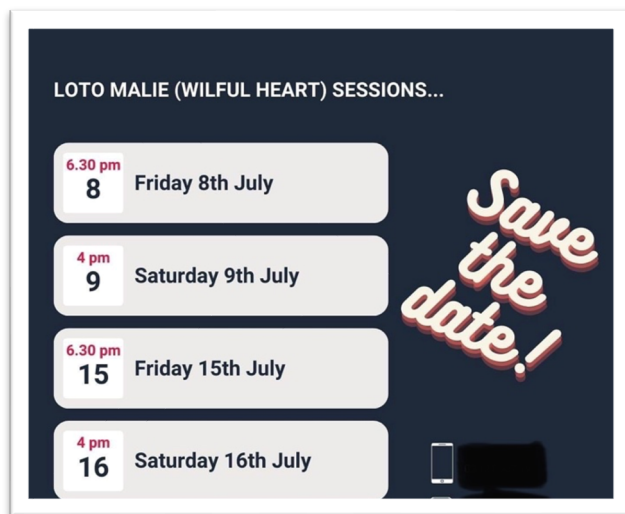 LOTO MALIE (WILFUL HEART) SESSIONS...
6.30 pm
8
Friday 8th July
4 pm
9
Saturday 9th July
6.30 pm
15
Friday 15th July
4 pm
16
Saturday 16th July
Save
the
date!